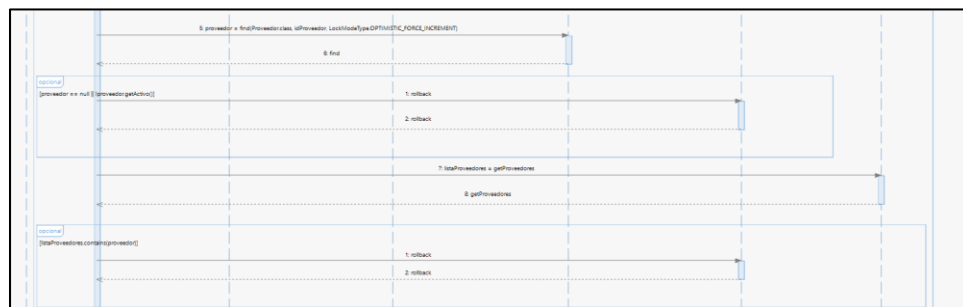 5: proveedor = find(Proveedor.class, idProveedor, LockModeType.OPTIMISTIC_FORCE_INCREMENT)
6: find
opcional
[proveedor == null || !proveedor.getActivo()]
1: rollback
2: rollback
7: listaProveedores = getProveedores
8: getProveedores
opcional
[listaProveedores.contains(proveedor)]
1: rollback
2: rollback